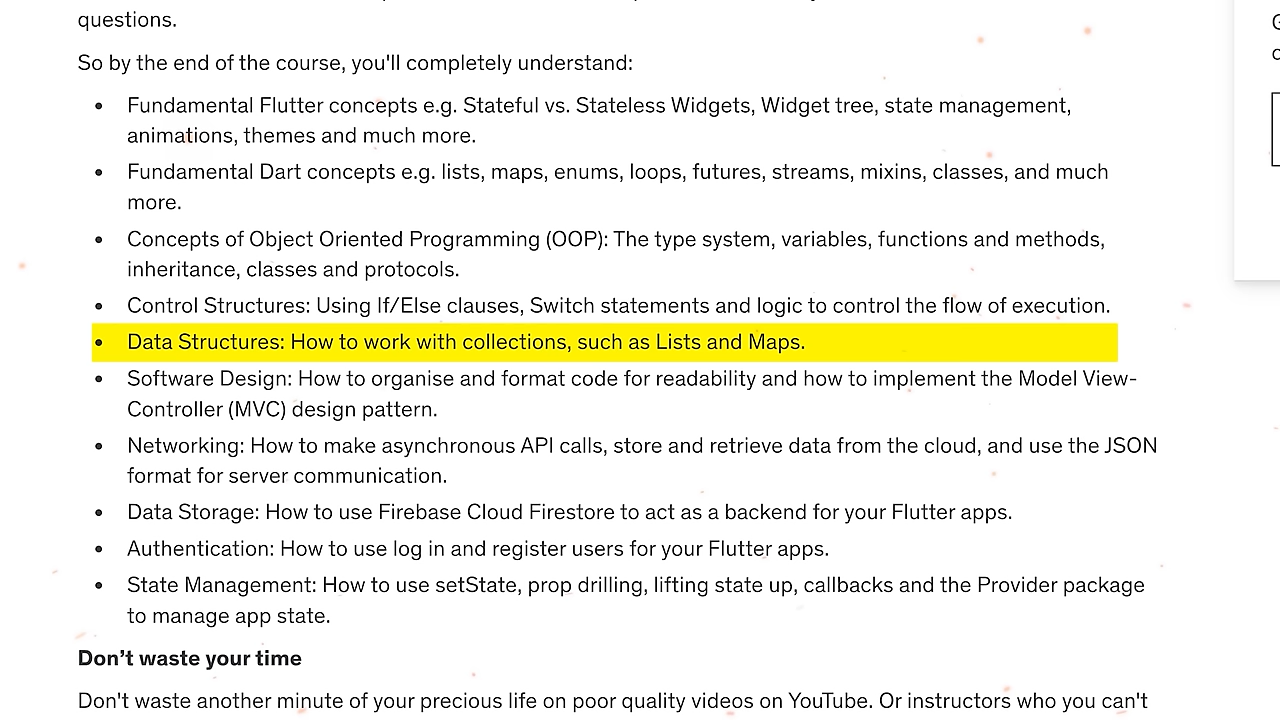 questions.
So by the end of the course, you'll completely understand:
• Fundamental Flutter concepts e.g. Stateful vs. Stateless Widgets, Widget tree, state management,
animations, themes and much more.
• Fundamental Dart concepts e.g. lists, maps, enums, loops, futures, streams, mixins, classes, and much
more.
• Concepts of Object Oriented Programming (OOP): The type system, variables, functions and methods,
inheritance, classes and protocols.
• Control Structures: Using If/Else clauses, Switch statements and logic to control the flow of execution.
• Data Structures: How to work with collections, such as Lists and Maps.
• Software Design: How to organise and format code for readability and how to implement the Model View-
Controller (MVC) design pattern.
• Networking: How to make asynchronous API calls, store and retrieve data from the cloud, and use the JSON
format for server communication.
• Data Storage: How to use Firebase Cloud Firestore to act as a backend for your Flutter apps.
• Authentication: How to use log in and register users for your Flutter apps.
• State Management: How to use setState, prop drilling, lifting state up, callbacks and the Provider package
to manage app state.
Don’t waste your time
Don't waste another minute of your precious life on poor quality videos on YouTube. Or instructors who you can't